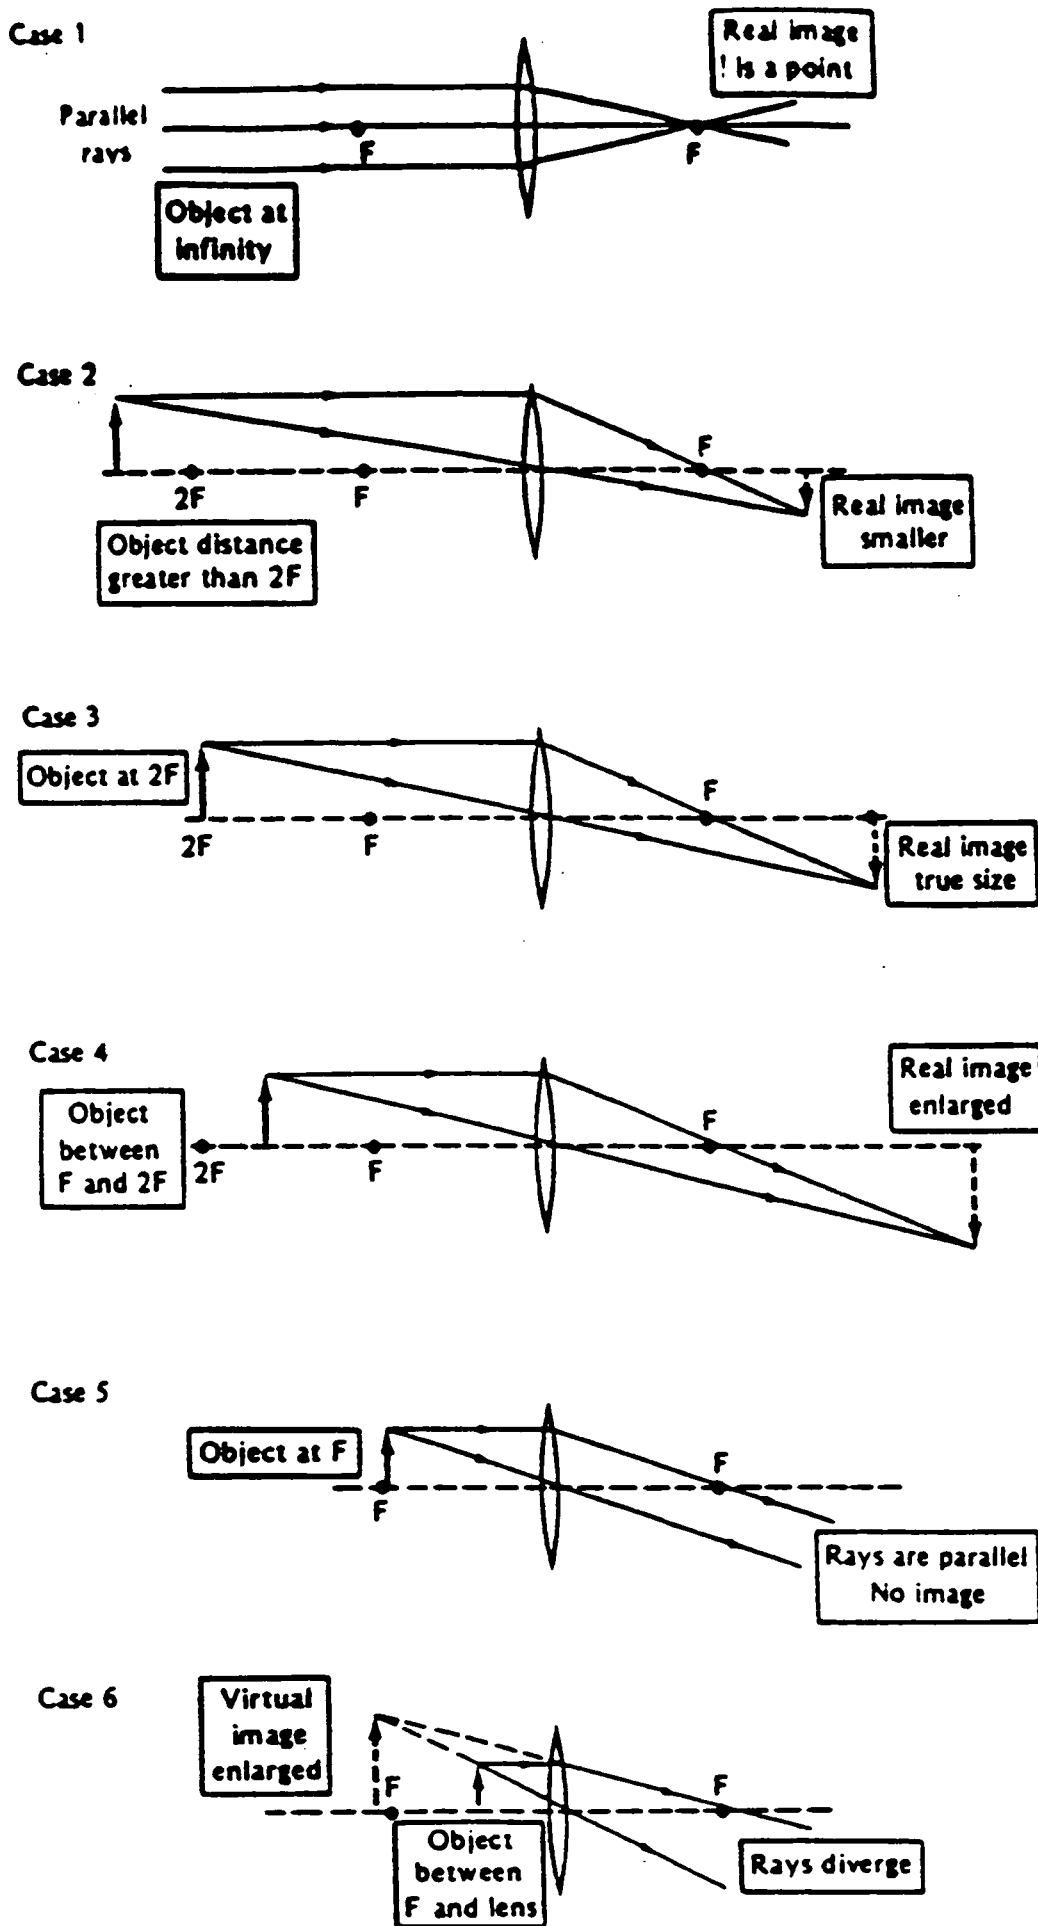 Case 1
Real image
! is a point
Parallel
rays
F
F
Object at
infinity
Case 2
F
2F
F
Real image
smaller
Object distance
greater than 2F
Case 3
Object at 2F
F
2F
F
Real image
true size
Case 4
Real image
enlarged
Object
between
F and 2F
F
2F
F
Case 5
Object at F
F
F
Rays are parallel
No image
Case 6
Virtual
image
enlarged
F
F
Object
between
F and lens
Rays diverge